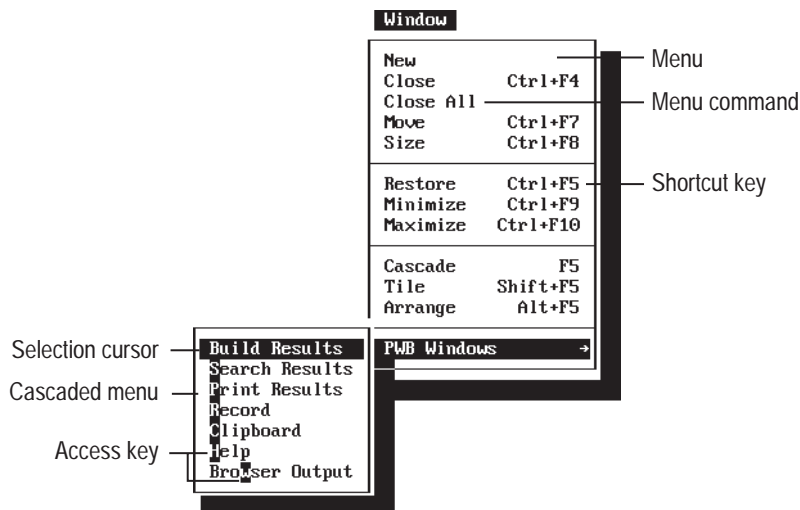 Window
New
Menu
Close Ctrl+F4
Close All
Menu command
Move Ctrl+F7
Size Ctrl+F8
Restore Ctrl+F5
Shortcut key
Minimize Ctrl+F9
Maximize Ctrl+F10
Cascade F5
Tile Shift+F5
Arrange Alt+F5
PWB Windows →
Selection cursor
Build Results
Search Results
Cascaded menu
Print Results
Record
Clipboard
Access key
Help
Browser Output